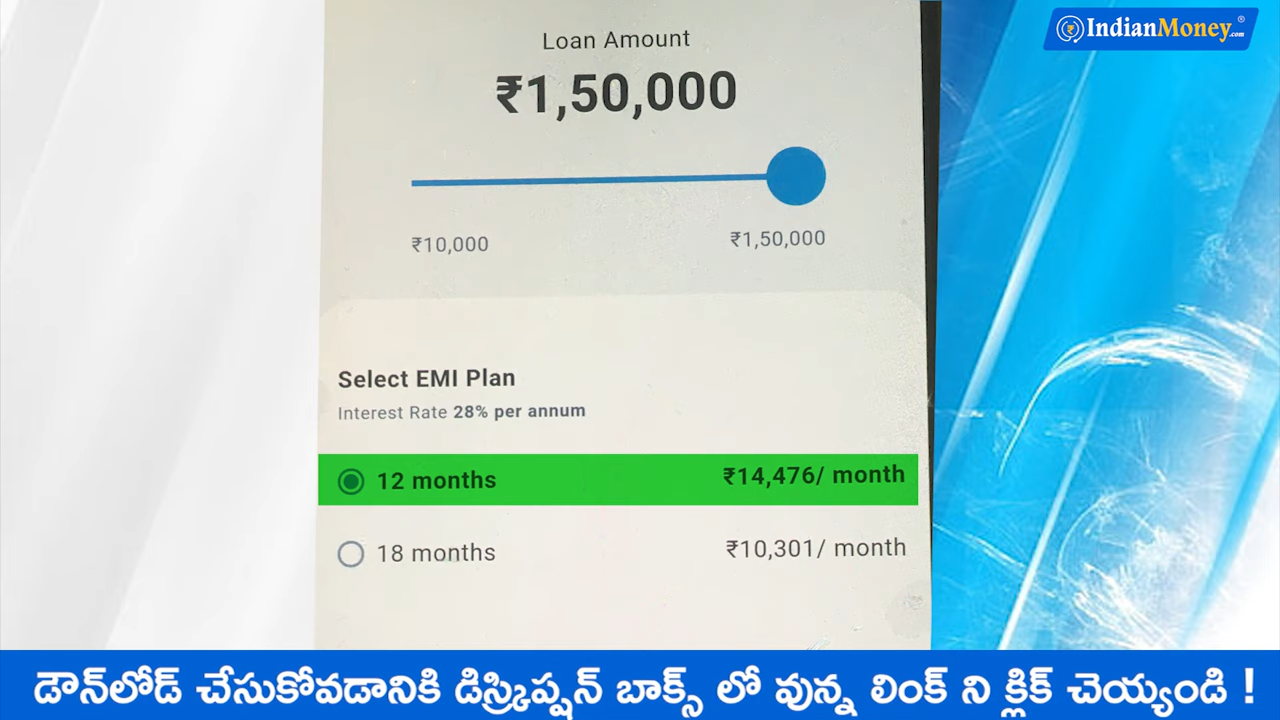 IndianMoney.com
Loan Amount
₹1,50,000
₹10,000 ₹1,50,000
Select EMI Plan
Interest Rate 28% per annum
12 months ₹14,476/ month
18 months ₹10,301/ month
డౌన్‌లోడ్ చేసుకోవడానికి డిస్క్రిప్షన్ బాక్స్ లో వున్న లింక్ ని క్లిక్ చెయ్యండి !